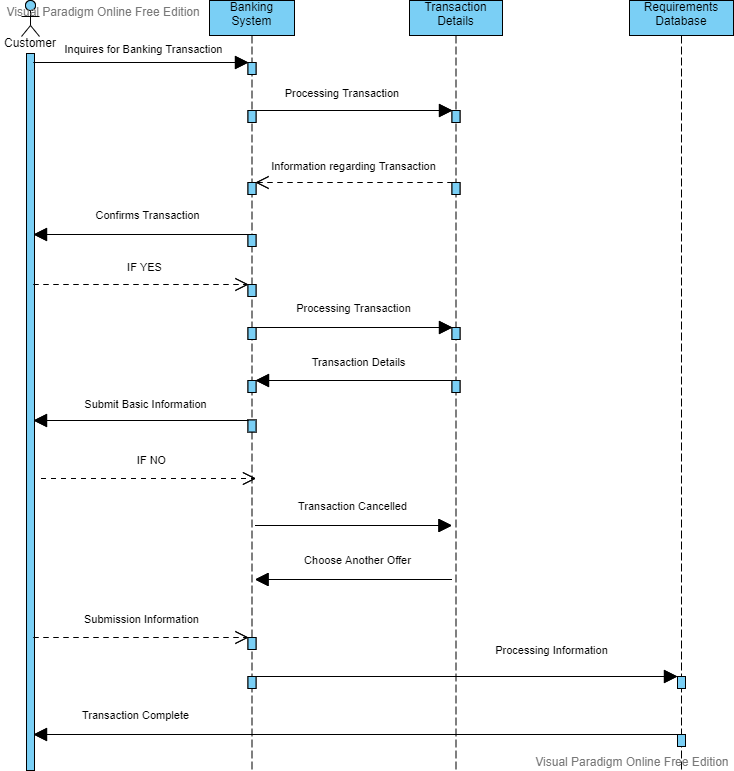 Visual Paradigm Online Free Edition
Banking
System
Transaction
Details
Requirements
Database
Customer
Inquires for Banking Transaction
Processing Transaction
Information regarding Transaction
Confirms Transaction
IF YES
Processing Transaction
Transaction Details
Submit Basic Information
IF NO
Transaction Cancelled
Choose Another Offer
Submission Information
Processing Information
Transaction Complete
Visual Paradigm Online Free Edition